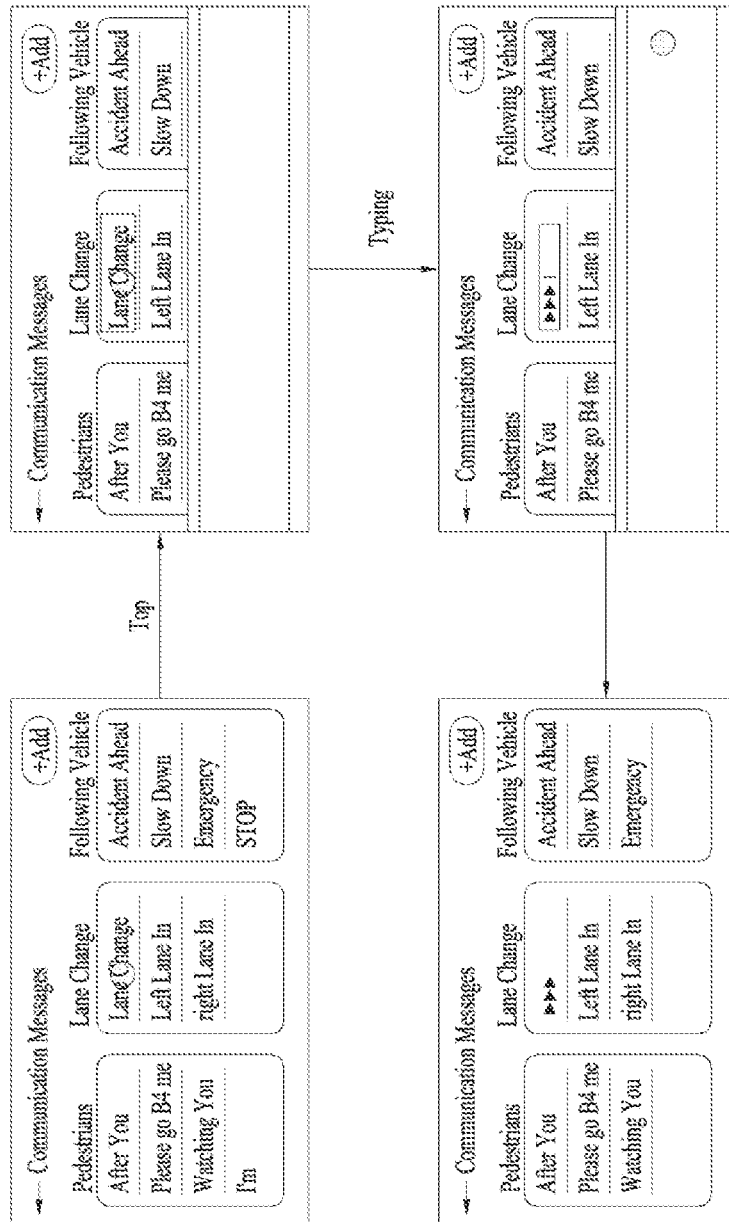 ← Communication Messages +Add
Pedestrians Lane Change Following Vehicle
After You Lane Change Accident Ahead
Please go B4 me Left Lane In Slow Down
Watching You right Lane In Emergency
I'm STOP
Top
← Communication Messages +Add
Pedestrians Lane Change Following Vehicle
After You Lane Change Accident Ahead
Please go B4 me Left Lane In Slow Down
Typing
← Communication Messages +Add
Pedestrians Lane Change Following Vehicle
After You ◀◀◀ Accident Ahead
Please go B4 me Left Lane In Slow Down
← Communication Messages +Add
Pedestrians Lane Change Following Vehicle
After You ◀◀◀ Accident Ahead
Please go B4 me Left Lane In Slow Down
Watching You right Lane In Emergency